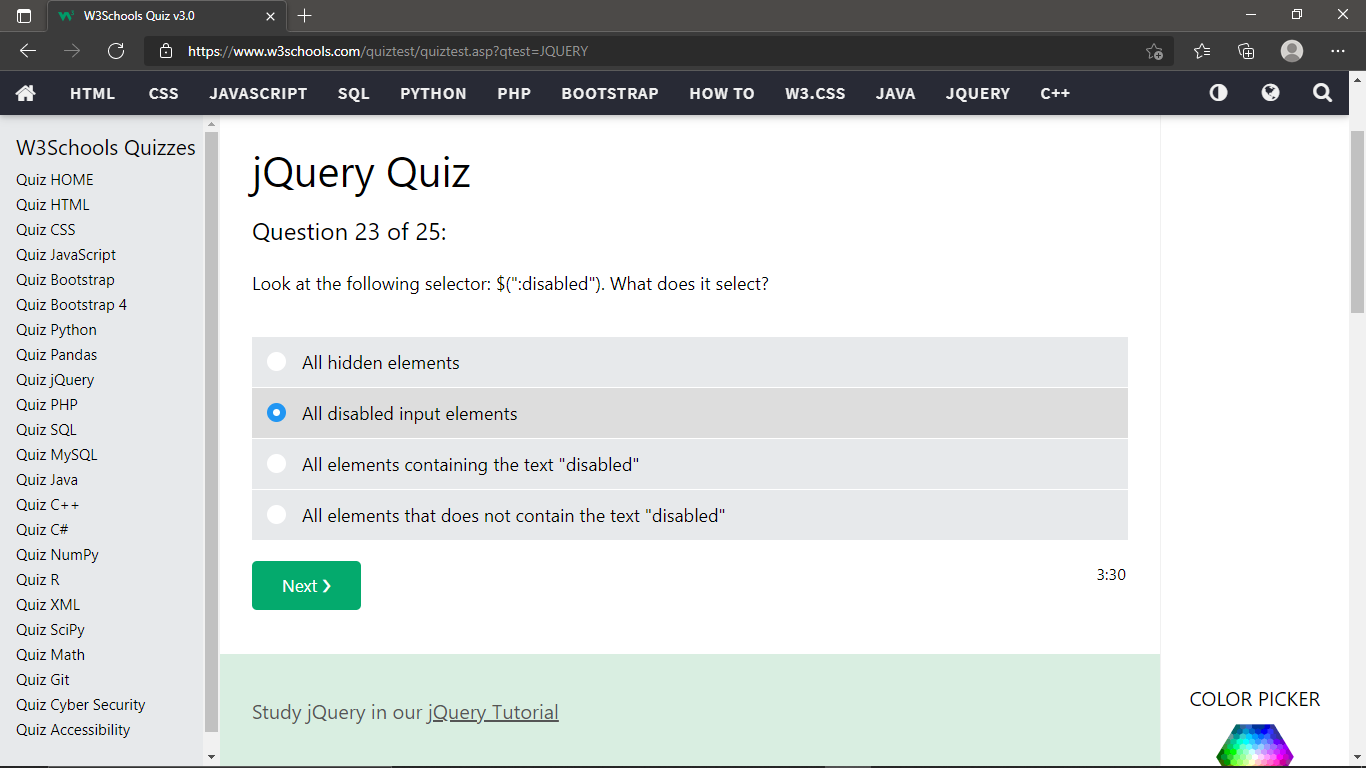 W3Schools Quiz v3.0
https://www.w3schools.com/quiztest/quiztest.asp?qtest=JQUERY
HTML CSS JAVASCRIPT SQL PYTHON PHP BOOTSTRAP HOW TO W3.CSS JAVA JQUERY C++
W3Schools Quizzes
Quiz HOME
Quiz HTML
Quiz CSS
Quiz JavaScript
Quiz Bootstrap
Quiz Bootstrap 4
Quiz Python
Quiz Pandas
Quiz jQuery
Quiz PHP
Quiz SQL
Quiz MySQL
Quiz Java
Quiz C++
Quiz C#
Quiz NumPy
Quiz R
Quiz XML
Quiz SciPy
Quiz Math
Quiz Git
Quiz Cyber Security
Quiz Accessibility
jQuery Quiz
Question 23 of 25:
Look at the following selector: $(":disabled"). What does it select?
All hidden elements
All disabled input elements
All elements containing the text "disabled"
All elements that does not contain the text "disabled"
Next ❯
3:30
Study jQuery in our jQuery Tutorial
COLOR PICKER